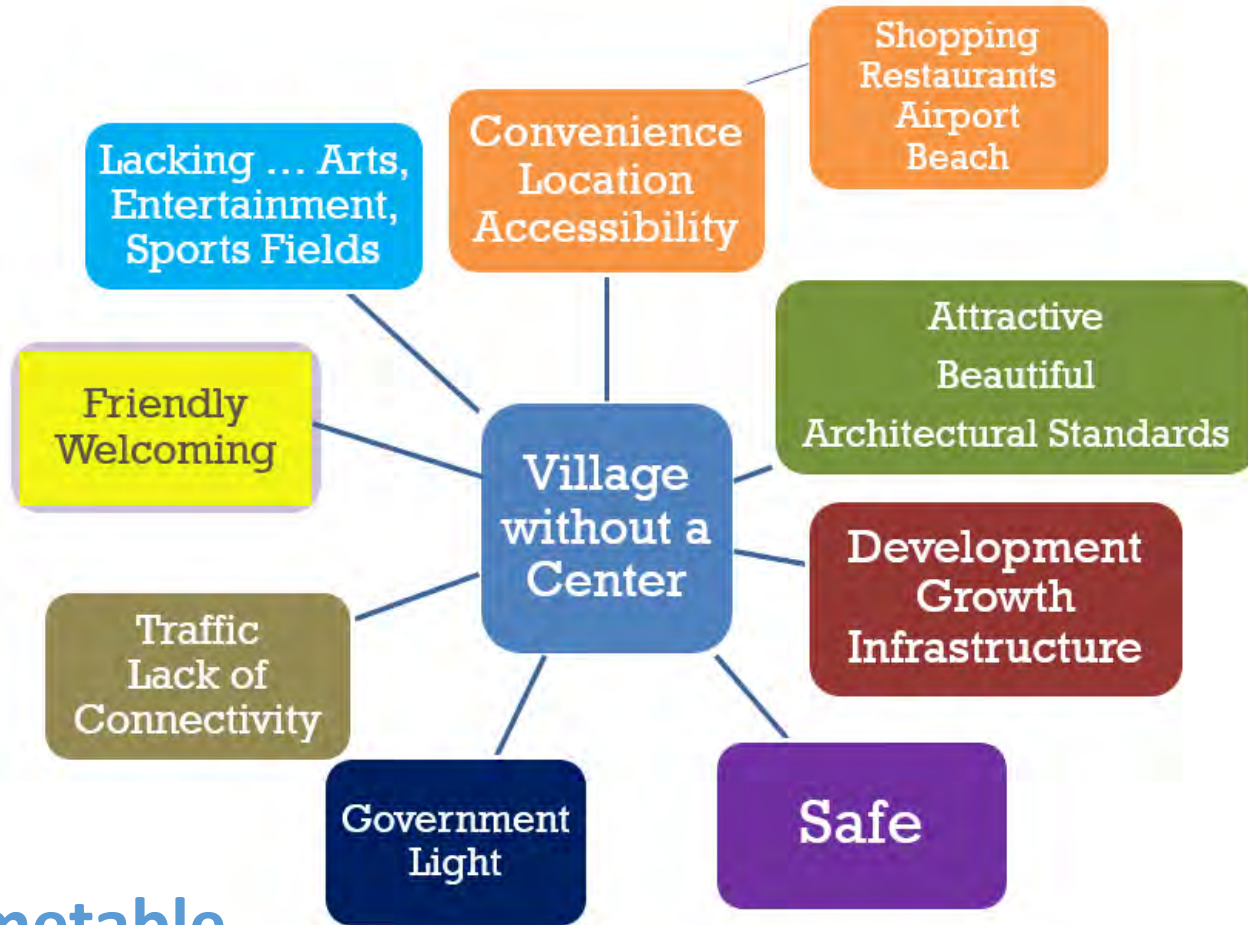 Shopping
Restaurants
Airport
Beach
Convenience
Location
Accessibility
Lacking ... Arts,
Entertainment,
Sports Fields
Attractive
Beautiful
Architectural Standards
Friendly
Welcoming
Village
without a
Center
Development
Growth
Infrastructure
Traffic
Lack of
Connectivity
Government
Light
Safe